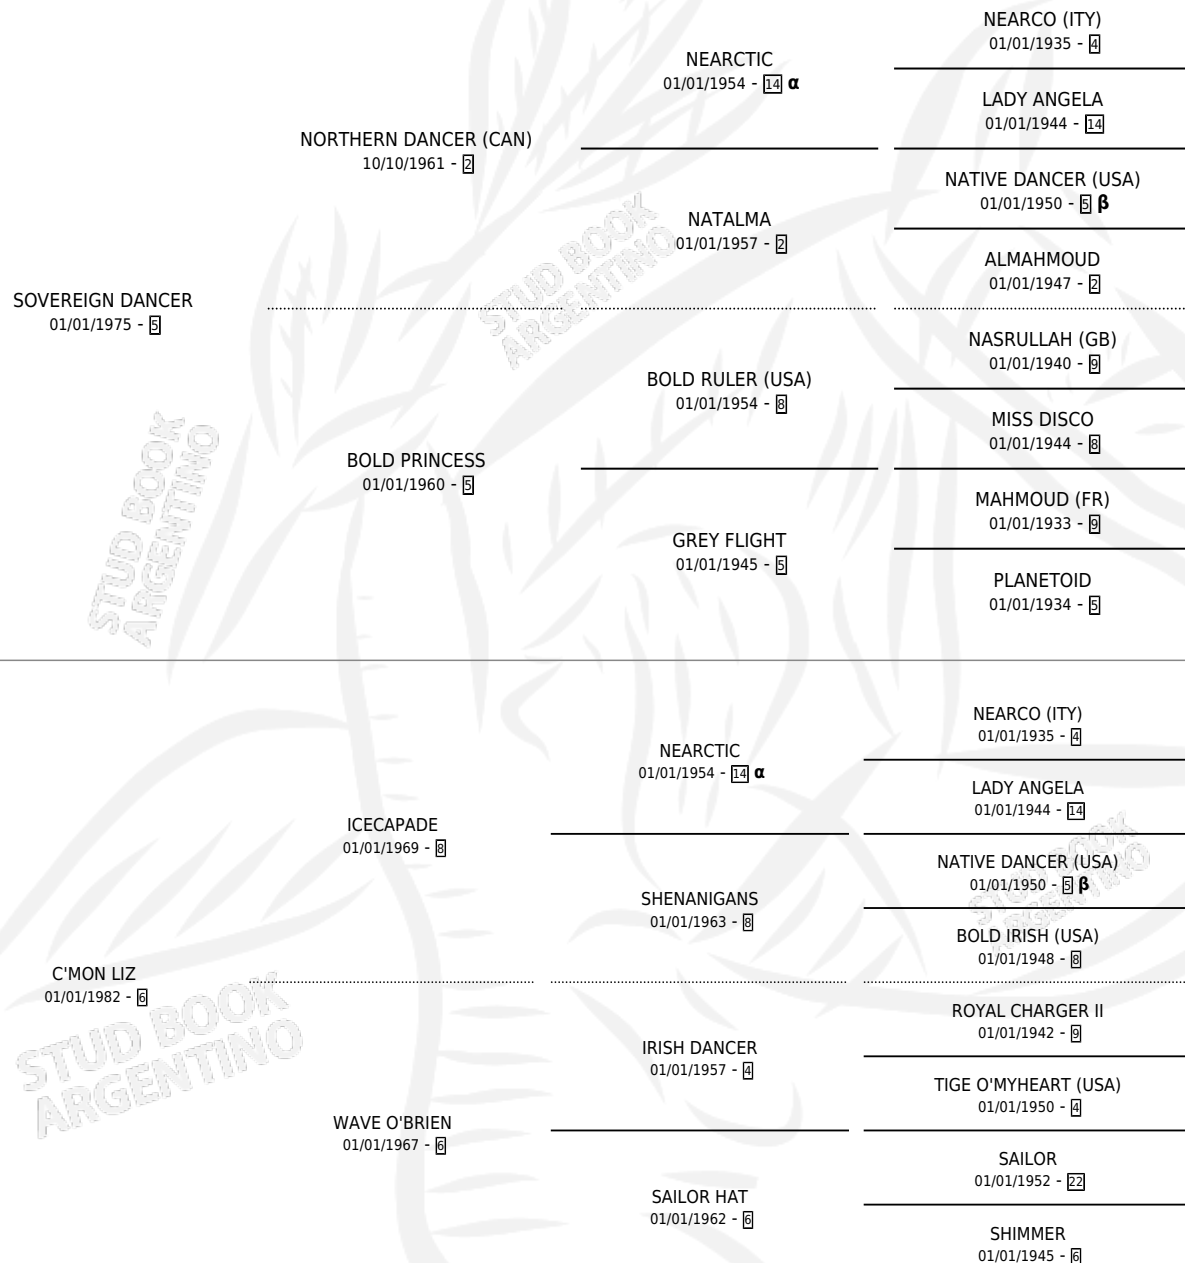 NEARCO (ITY)
01/01/1935 - 4
NEARCTIC
01/01/1954 - 14 α
LADY ANGELA
01/01/1944 - 14
NORTHERN DANCER (CAN)
10/10/1961 - 2
NATIVE DANCER (USA)
01/01/1950 - 5 β
NATALMA
01/01/1957 - 2
ALMAHMOUD
01/01/1947 - 2
SOVEREIGN DANCER
01/01/1975 - 5
STUD BOOK
ARGENTINO
NASRULLAH (GB)
01/01/1940 - 9
BOLD RULER (USA)
01/01/1954 - 8
MISS DISCO
01/01/1944 - 8
BOLD PRINCESS
01/01/1960 - 5
STUD BOOK
ARGENTINO
MAHMOUD (FR)
01/01/1933 - 9
GREY FLIGHT
01/01/1945 - 5
PLANETOID
01/01/1934 - 5
NEARCO (ITY)
01/01/1935 - 4
NEARCTIC
01/01/1954 - 14 α
LADY ANGELA
01/01/1944 - 14
ICECAPADE
01/01/1969 - 8
NATIVE DANCER (USA)
01/01/1950 - 5 β
STUD BOOK
ARGENTINO
SHENANIGANS
01/01/1963 - 8
BOLD IRISH (USA)
01/01/1948 - 8
C'MON LIZ
01/01/1982 - 6
STUD BOOK
ARGENTINO
ROYAL CHARGER II
01/01/1942 - 9
IRISH DANCER
01/01/1957 - 4
TIGE O'MYHEART (USA)
01/01/1950 - 4
WAVE O'BRIEN
01/01/1967 - 6
SAILOR
01/01/1952 - 22
SAILOR HAT
01/01/1962 - 6
SHIMMER
01/01/1945 - 6